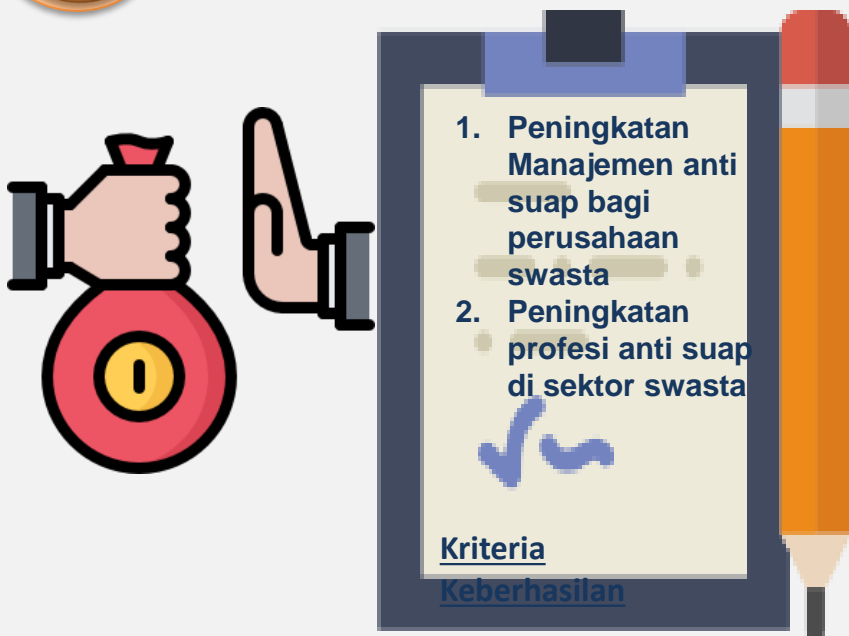 1. Peningkatan
Manajemen anti
suap bagi
perusahaan
swasta
2. Peningkatan
profesi anti suap
di sektor swasta
Kriteria
Keberhasilan